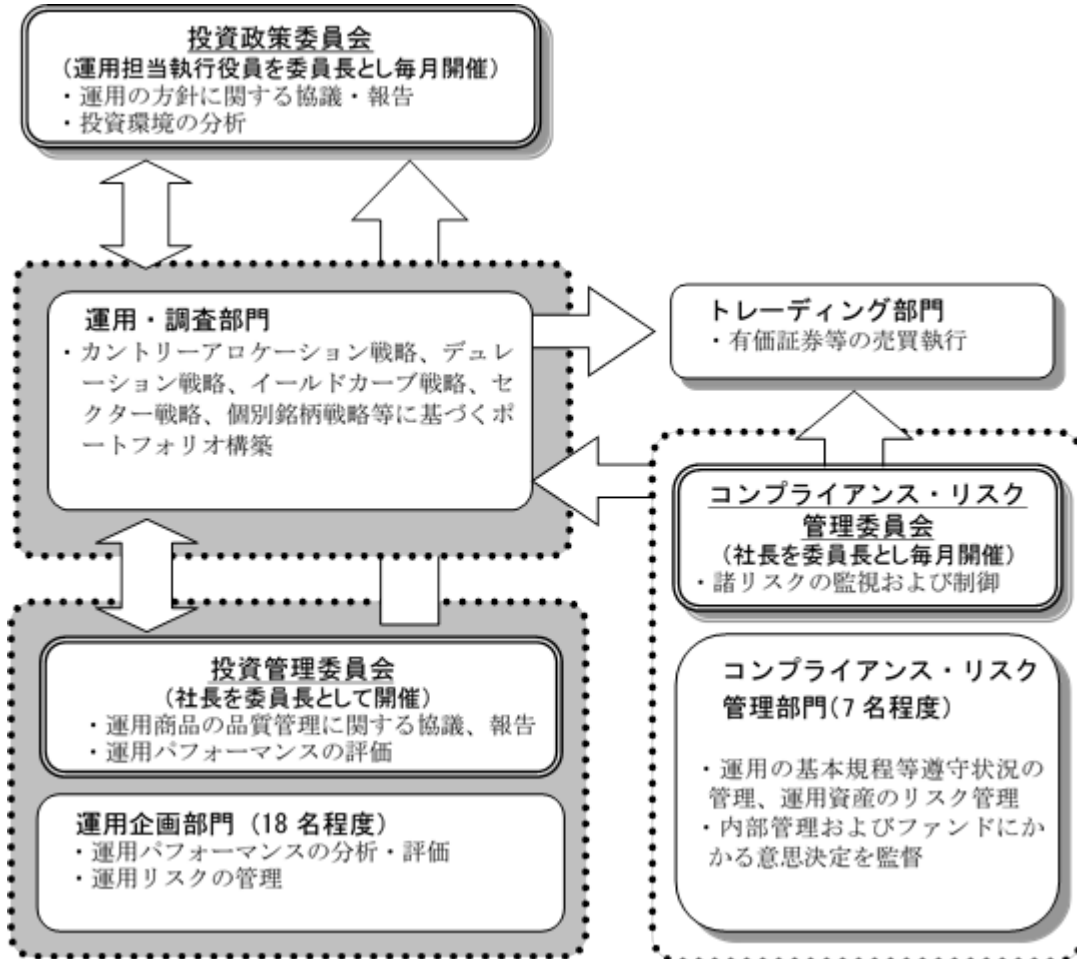 投資政策委員会
(運用担当執行役員を委員長とし毎月開催)
・運用の方針に関する協議・報告
・投資環境の分析
運用・調査部門
・カントリーアロケーション戦略、デュレ
ーション戦略、イールドカーブ戦略、セ
クター戦略、個別銘柄戦略等に基づくポ
ートフォリオ構築
トレーディング部門
・有価証券等の売買執行
コンプライアンス・リスク
管理委員会
(社長を委員長とし毎月開催)
・諸リスクの監視および制御
投資管理委員会
(社長を委員長として開催)
・運用商品の品質管理に関する協議、報告
・運用パフォーマンスの評価
運用企画部門 (18 名程度)
・運用パフォーマンスの分析・評価
・運用リスクの管理
コンプライアンス・リスク
管理部門(7 名程度)
・運用の基本規程等遵守状況の
管理、運用資産のリスク管理
・内部管理およびファンドにか
かる意思決定を監督